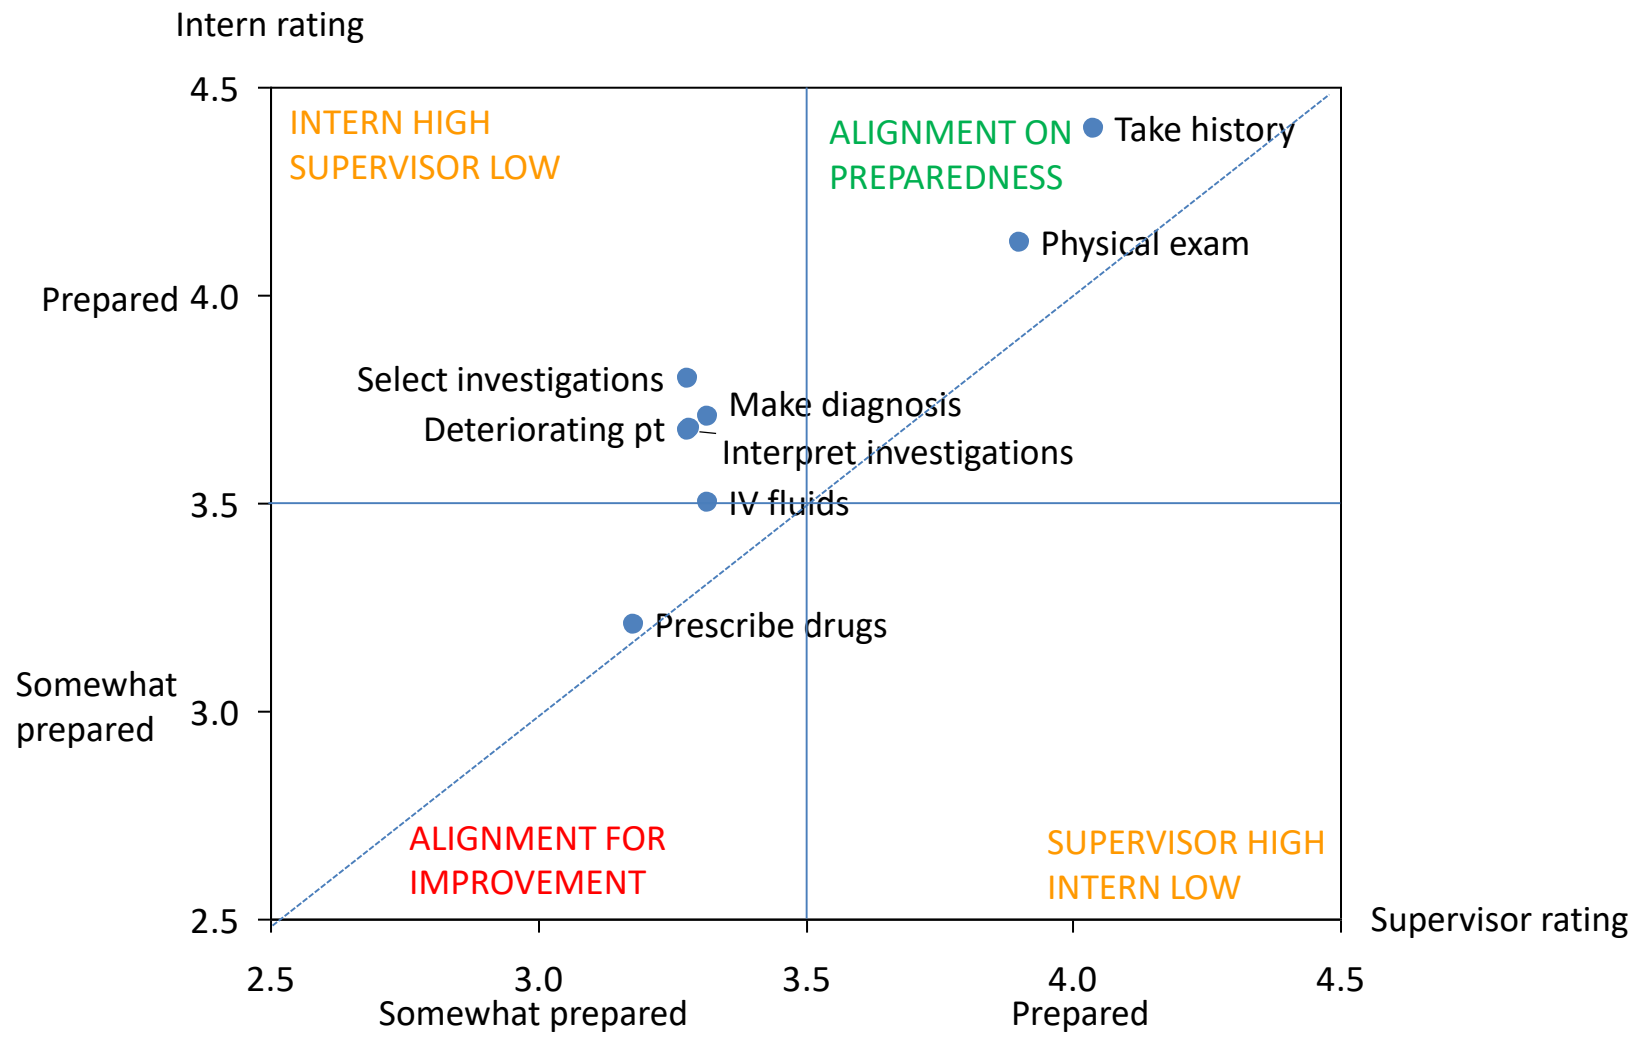 Intern rating
4.5
INTERN HIGH
SUPERVISOR LOW
ALIGNMENT ON
PREPAREDNESS
Take history
Physical exam
Prepared 4.0
Select investigations
Make diagnosis
Deteriorating pt
Interpret investigations
3.5
IV fluids
Prescribe drugs
Somewhat
prepared
3.0
ALIGNMENT FOR
IMPROVEMENT
SUPERVISOR HIGH
INTERN LOW
2.5
Supervisor rating
2.5 3.0 3.5 4.0 4.5
Somewhat prepared Prepared